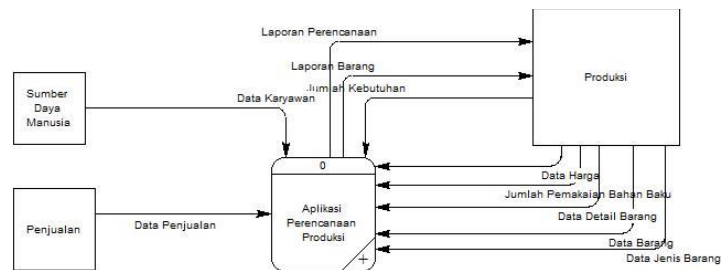 Laporan Perencanaan
Laporan Barang
Jumlah Kebutuhan
Produksi
Sumber
Daya
Manusia
Data Karyawan
0
Aplikasi
Perencanaan
Produksi
+
Penjualan
Data Penjualan
Data Harga
Jumlah Pemakaian Bahan Baku
Data Detail Barang
Data Barang
Data Jenis Barang